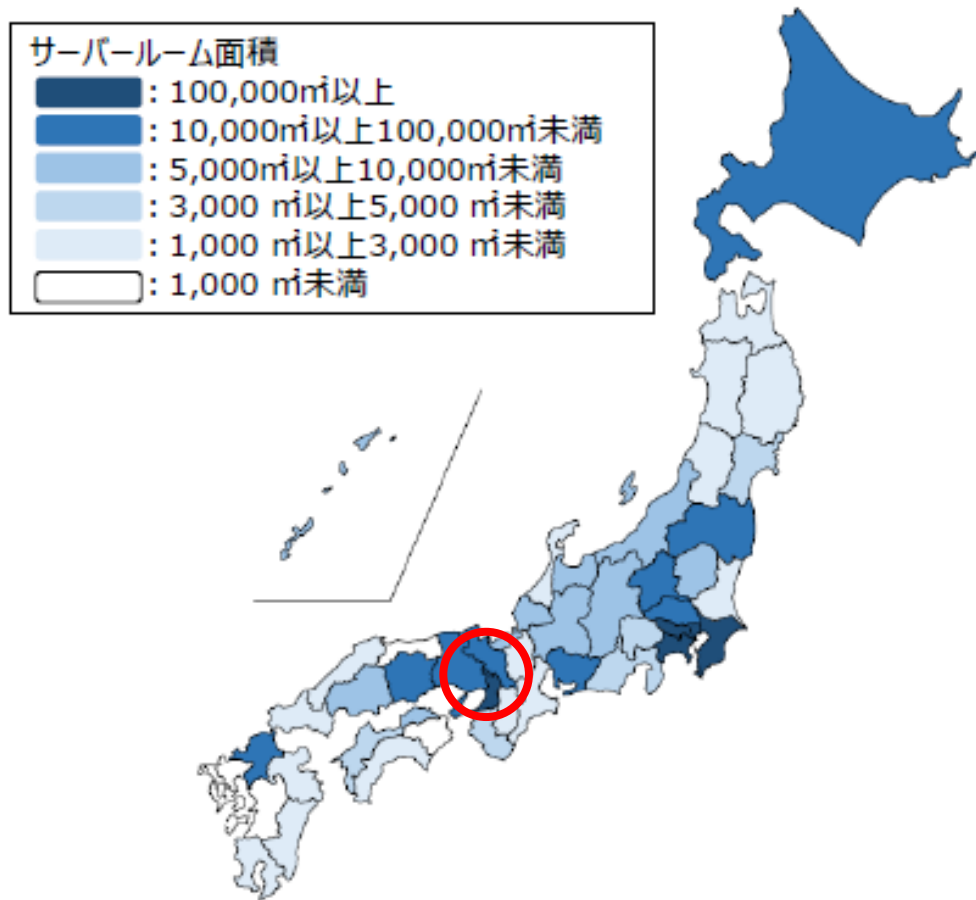 サーバールーム面積
: 100,000㎡以上
: 10,000㎡以上100,000㎡未満
: 5,000㎡以上10,000㎡未満
: 3,000 ㎡以上5,000 ㎡未満
: 1,000 ㎡以上3,000 ㎡未満
: 1,000 ㎡未満